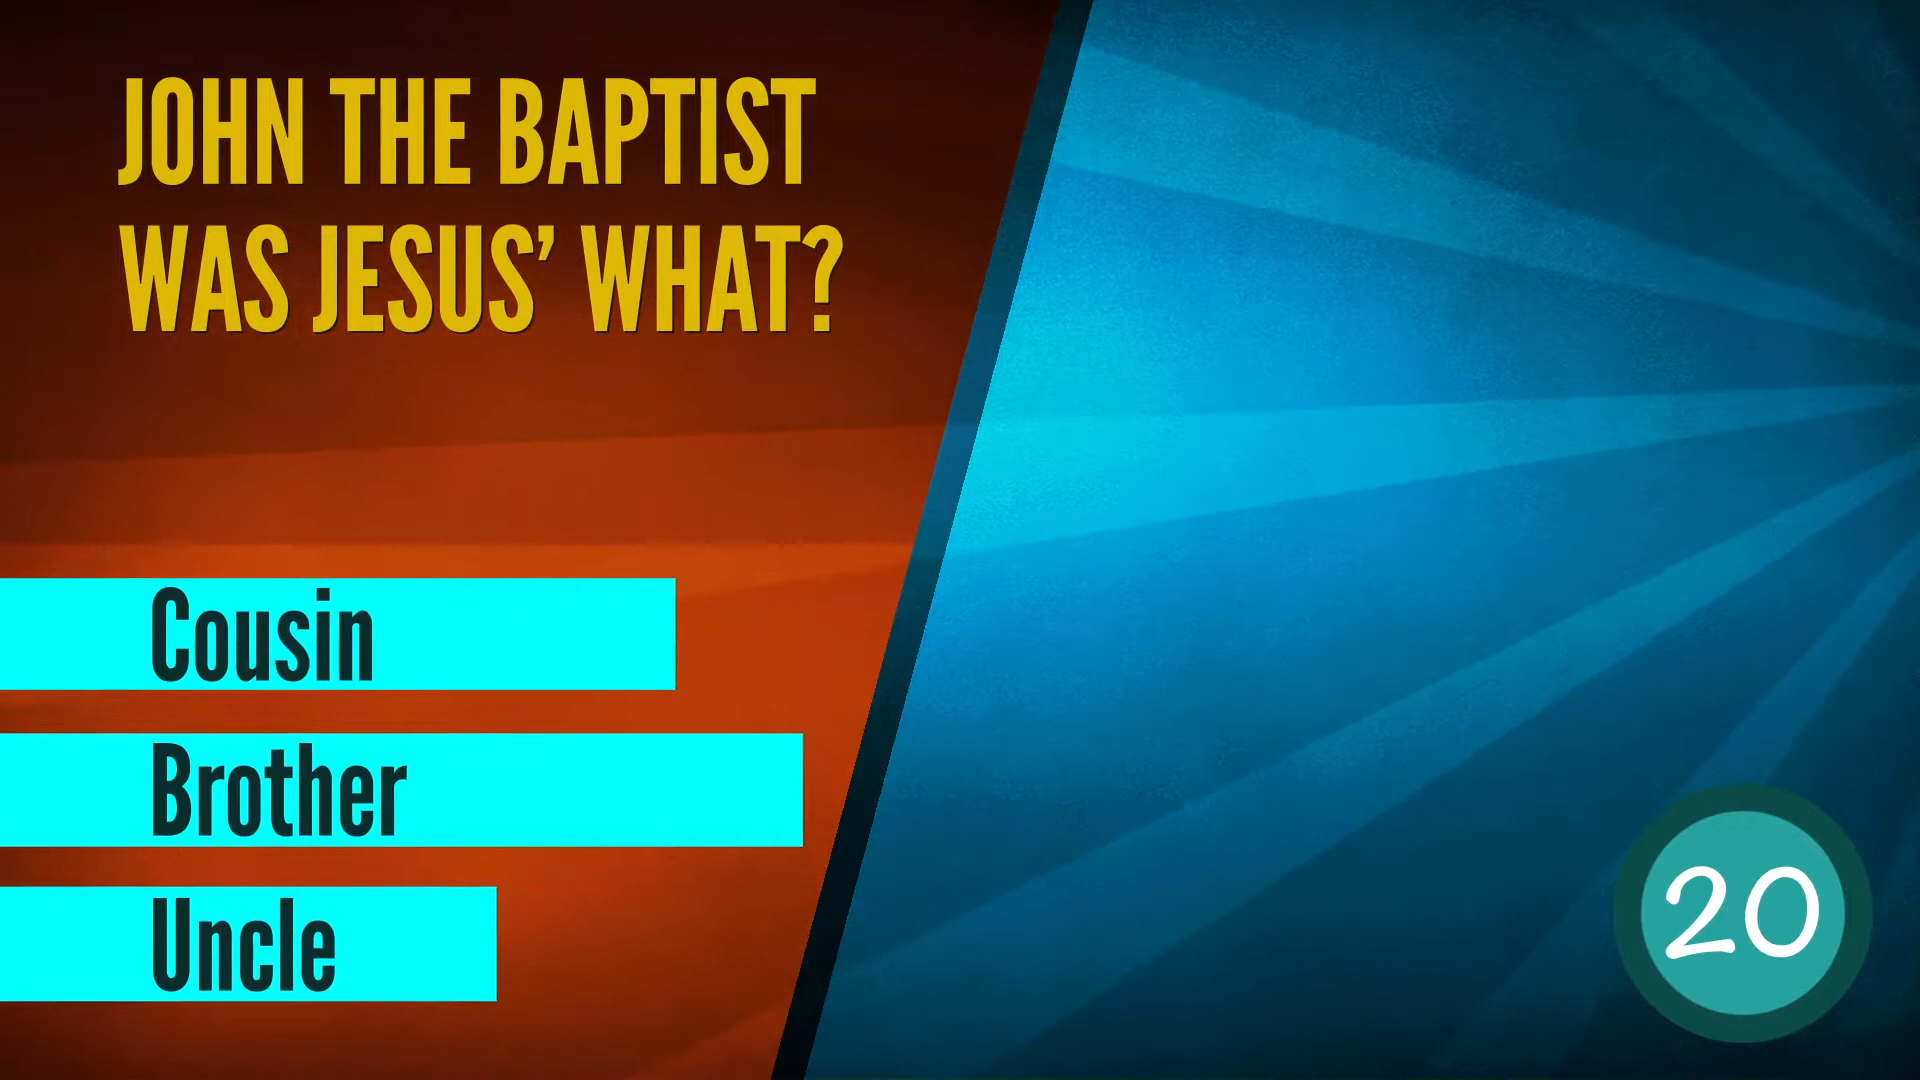 JOHN THE BAPTIST
WAS JESUS’ WHAT?
Cousin
Brother
Uncle
20